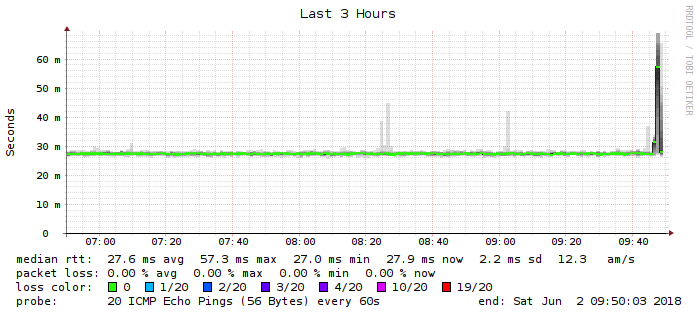 Last 3 Hours
RRDTOOL / TOBI OETIKER
Seconds
60 m
50 m
40 m
30 m
20 m
10 m
0
07:00 07:20 07:40 08:00 08:20 08:40 09:00 09:20 09:40
median rtt: 27.6 ms avg 57.3 ms max 27.0 ms min 27.9 ms now 2.2 ms sd 12.3 am/s
packet loss: 0.00 % avg 0.00 % max 0.00 % min 0.00 % now
loss color: 0 1/20 2/20 3/20 4/20 10/20 19/20
probe: 20 ICMP Echo Pings (56 Bytes) every 60s end: Sat Jun 2 09:50:03 2018